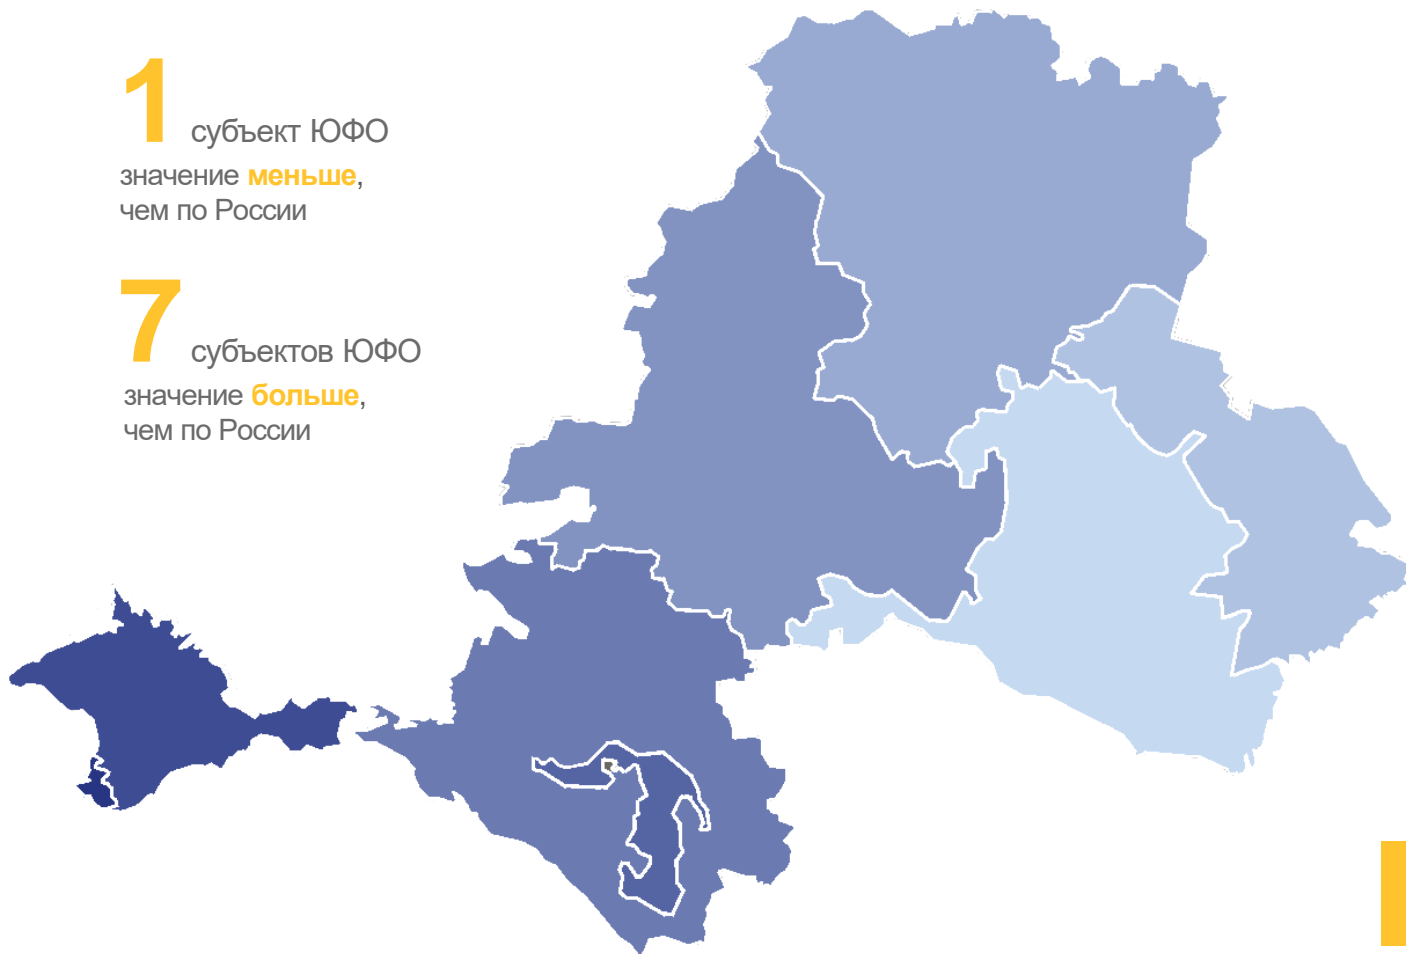 1 субъект ЮФО
значение меньше,
чем по России
7 субъектов ЮФО
значение больше,
чем по России